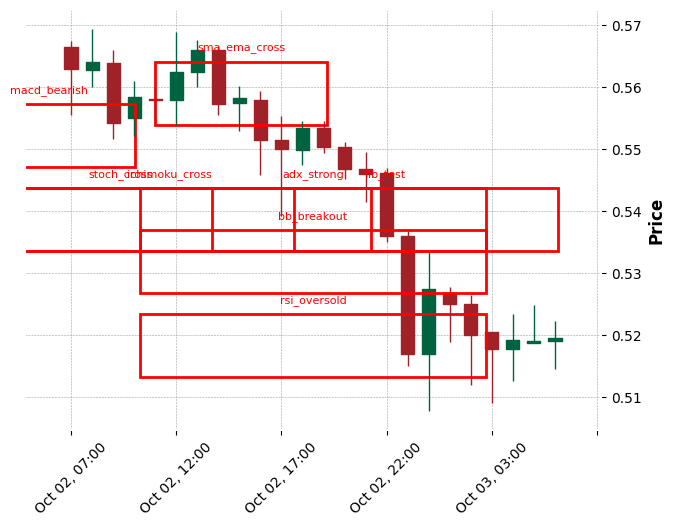 0.57
sma_ema_cross
0.56
macd_bearish
0.55
stoch_cross
ichimoku_cross
adx_strong
0.54
bb_breakout
Price
0.53
rsi_oversold
0.52
0.51
Oct 02, 07:00
Oct 02, 12:00
Oct 02, 17:00
Oct 02, 22:00
Oct 03, 03:00